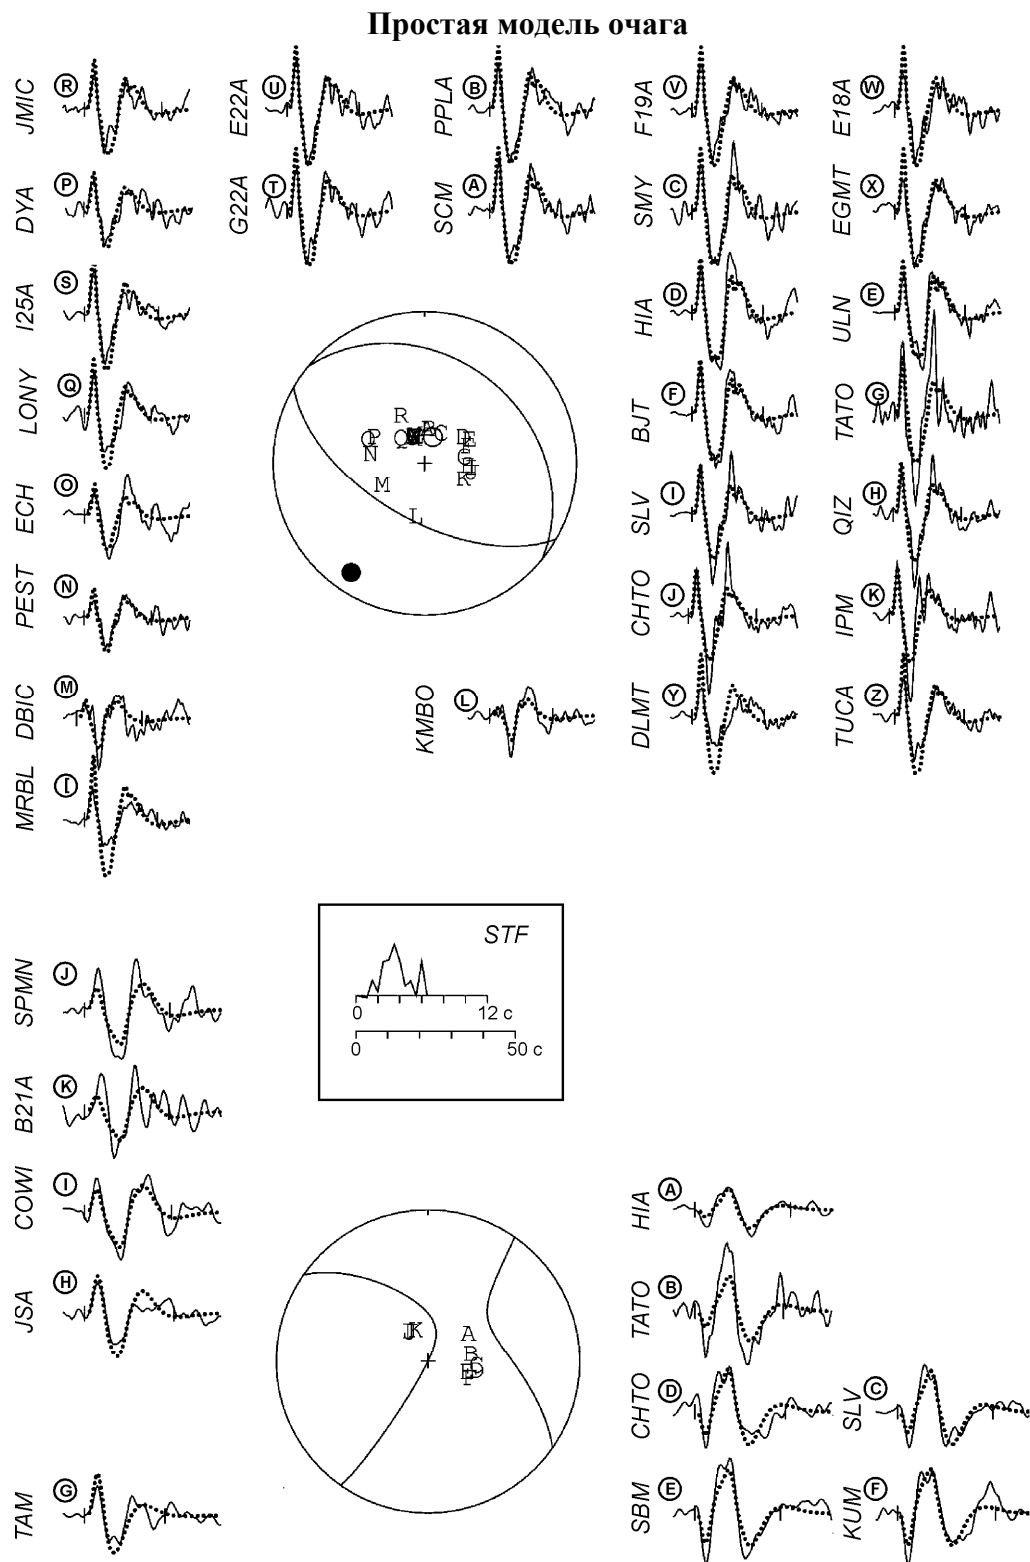 Простая модель очага
JMIC R
E22A U
PPLA B
F19A V
E18A W
DYA P
G22A T
SCM A
SMY C
EGMT X
I25A S
HIA D
ULN E
LONY Q
BJT F
TATO G
ECH O
SLV I
QIZ H
PEST N
CHTO J
IPM K
DBIC M
KMBO L
DLMT Y
TUCA Z
MRBL
R
N
M
L
K
STF
0 12 c
0 50 c
SPMN J
B21A K
COWI I
HIA A
JSA H
TATO B
J K
A
B
CHTO D
SLV C
TAM G
SBM E
KUM F